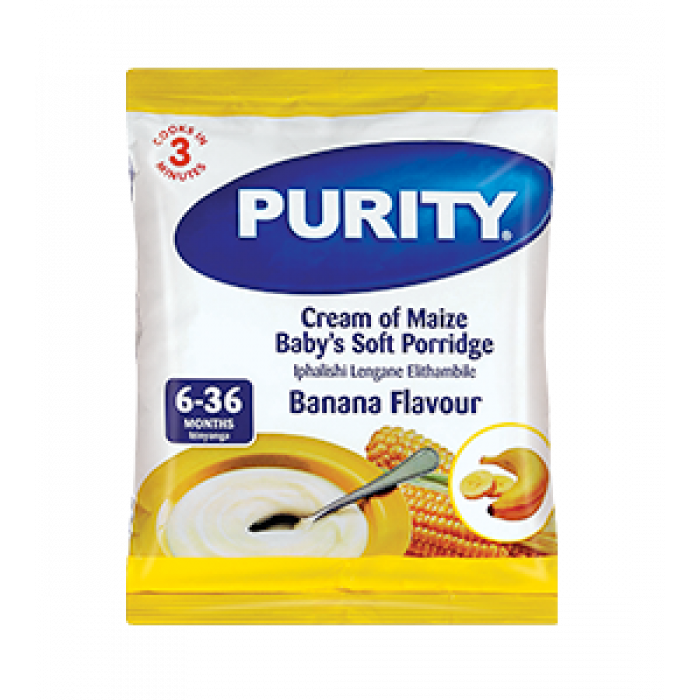 COOKS IN
3
MINUTES
PURITY®
Cream of Maize
Baby's Soft Porridge
Iphalishi Lengane Elithambile
6-36
MONTHS
Izinyanga
Banana Flavour